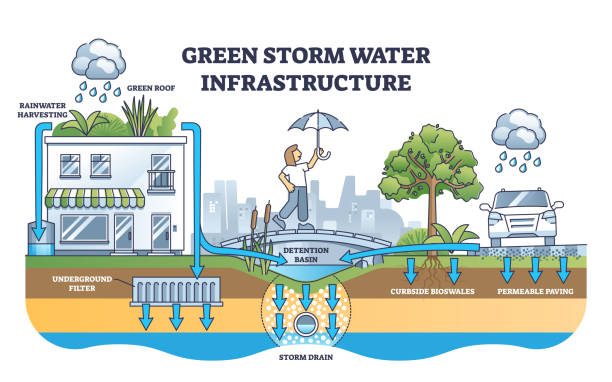 GREEN STORM WATER
INFRASTRUCTURE
GREEN ROOF
RAINWATER
HARVESTING
DETENTION
BASIN
UNDERGROUND
FILTER
CURBSIDE BIOSWALES
PERMEABLE PAVING
STORM DRAIN